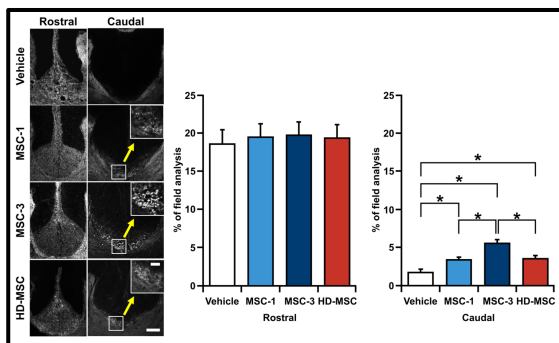 Rostral Caudal
Vehicle
MSC-1
MSC-3
HD-MSC
% of field analysis
25
20
15
10
5
0
Vehicle MSC-1 MSC-3 HD-MSC
Rostral
% of field analysis
25
20
15
10
5
0
*
*
*
*
*
Vehicle MSC-1 MSC-3 HD-MSC
Caudal